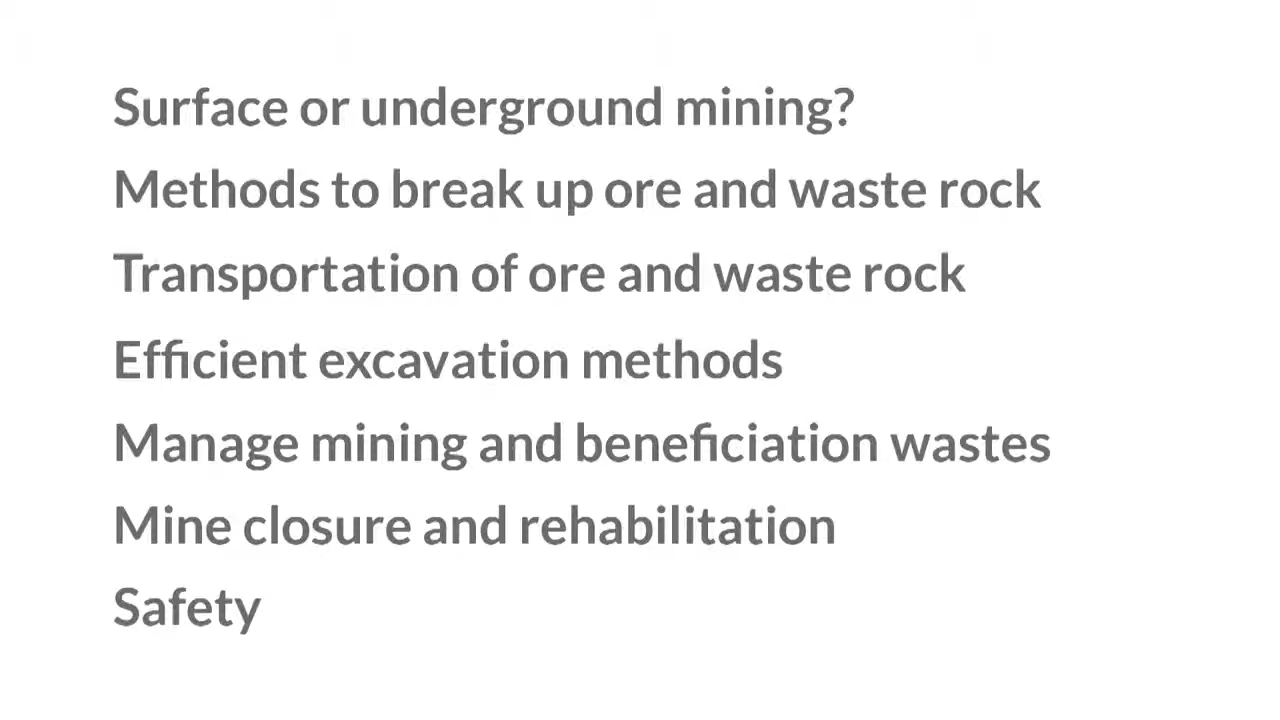 Surface or underground mining?
Methods to break up ore and waste rock
Transportation of ore and waste rock
Efficient excavation methods
Manage mining and beneficiation wastes
Mine closure and rehabilitation
Safety